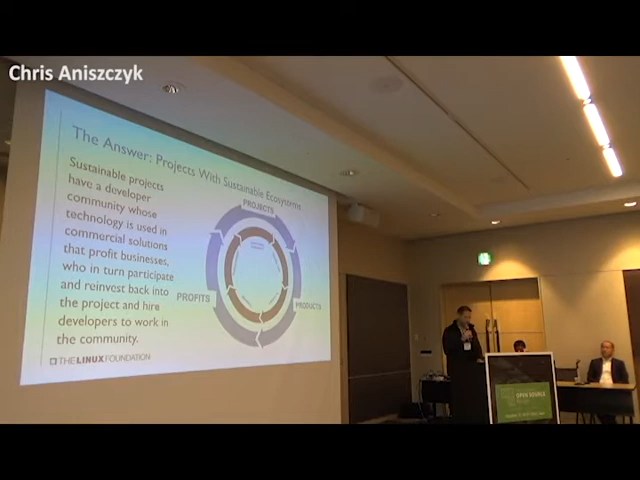 Chris Aniszczyk
The Answer: Projects With Sustainable Ecosystems
Sustainable projects
have a developer
community whose
technology is used in
commercial solutions
that profit businesses,
who in turn participate
and reinvest back into
the project and hire
developers to work in
the community.
PROJECTS
PROFITS
PRODUCTS
THE LINUX FOUNDATION
OPEN SOURCE